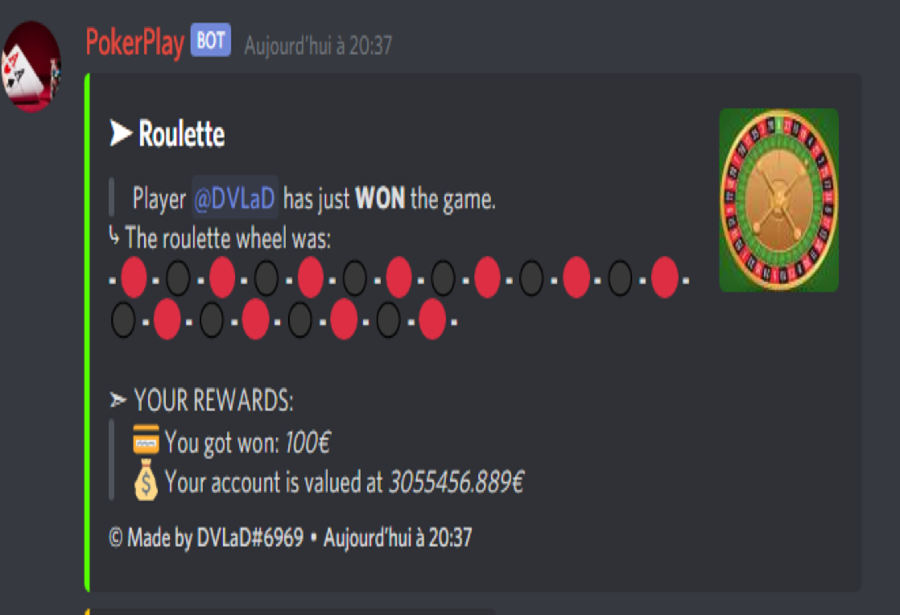 PokerPlay BOT Aujourd'hui à 20:37
➤ Roulette
Player @DVLaD has just WON the game.
↳ The roulette wheel was:
-🔴-⚫-🔴-⚫-🔴-⚫-🔴-⚫-🔴-⚫-🔴-⚫-🔴-
⚫-🔴-⚫-🔴-⚫-🔴-⚫-🔴-
➣ YOUR REWARDS:
💳 You got won: 100€
💰 Your account is valued at 3055456.889€
© Made by DVLaD#6969 • Aujourd'hui à 20:37